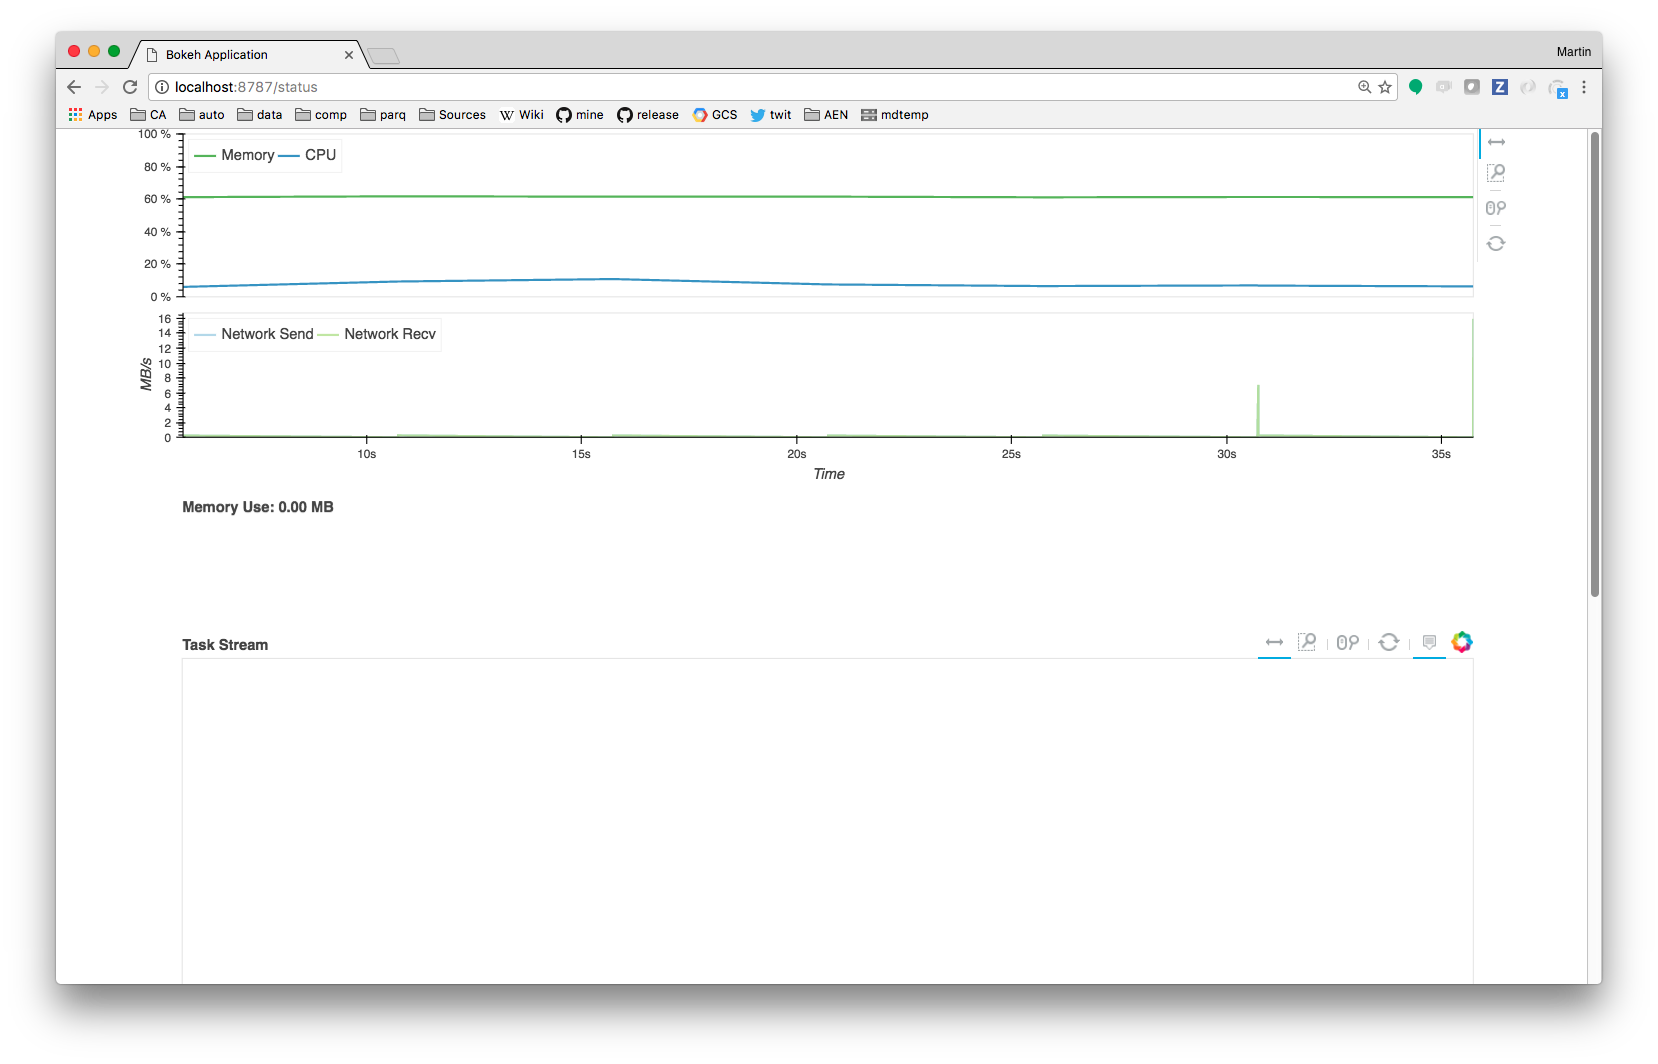 Bokeh Application
Martin
localhost:8787/status
Apps CA auto data comp parq Sources W Wiki mine release GCS twit AEN mdtemp
100 %
Memory CPU
80 %
60 %
40 %
20 %
0 %
16
Network Send Network Recv
14
12
10
8
6
4
2
0
MB/s
10s 15s 20s 25s 30s 35s
Time
Memory Use: 0.00 MB
Task Stream